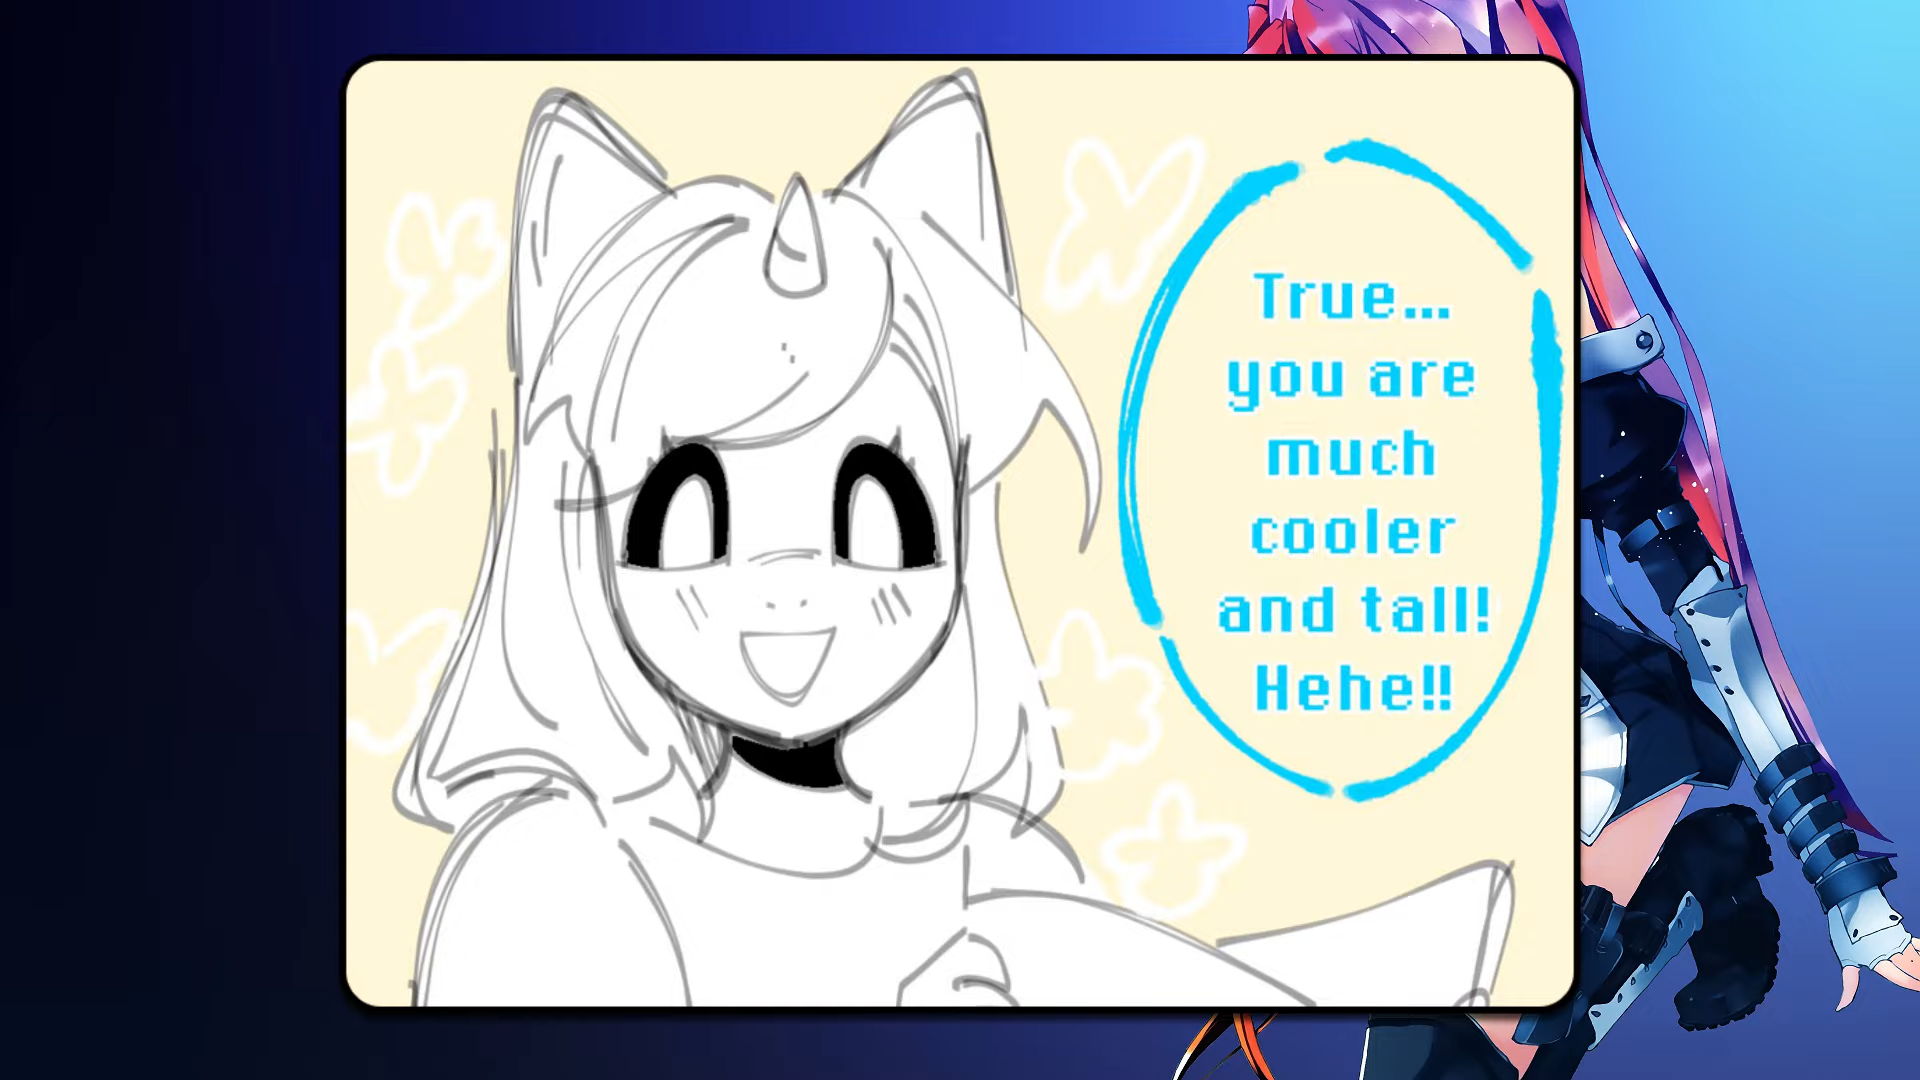 True...
you are
much
cooler
and tall!
Hehe!!